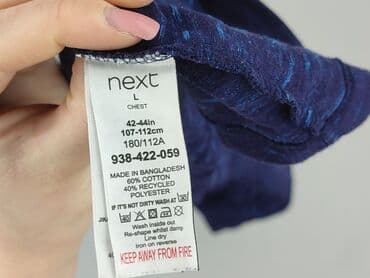 next
L
CHEST
42-44in
107-112cm
180/112A
938-422-059
MADE IN BANGLADESH
60% COTTON
40% RECYCLED
POLYESTER
IF IT'S NOT DIRTY WASH AT
Wash inside out
Re-shape whilst damp
Line dry
Iron on reverse
KEEP AWAY FROM FIRE